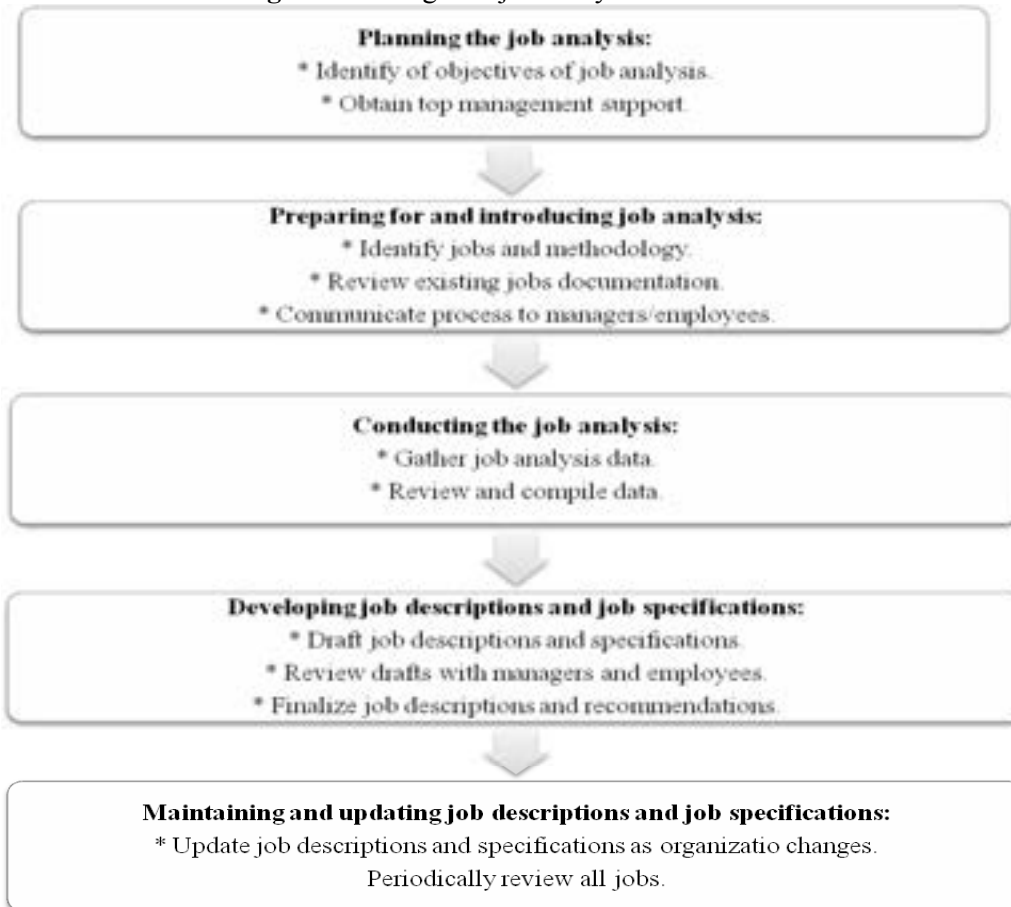 Planning the job analysis:
* Identify of objectives of job analysis.
* Obtain top management support.
Preparing for and introducing job analysis:
* Identify jobs and methodology.
* Review existing jobs documentation.
* Communicate process to managers/employees.
Conducting the job analysis:
* Gather job analysis data.
* Review and compile data.
Developing job descriptions and job specifications:
* Draft job descriptions and specifications.
* Review drafts with managers and employees.
* Finalize job descriptions and recommendations.
Maintaining and updating job descriptions and job specifications:
* Update job descriptions and specifications as organizatio changes.
Periodically review all jobs.